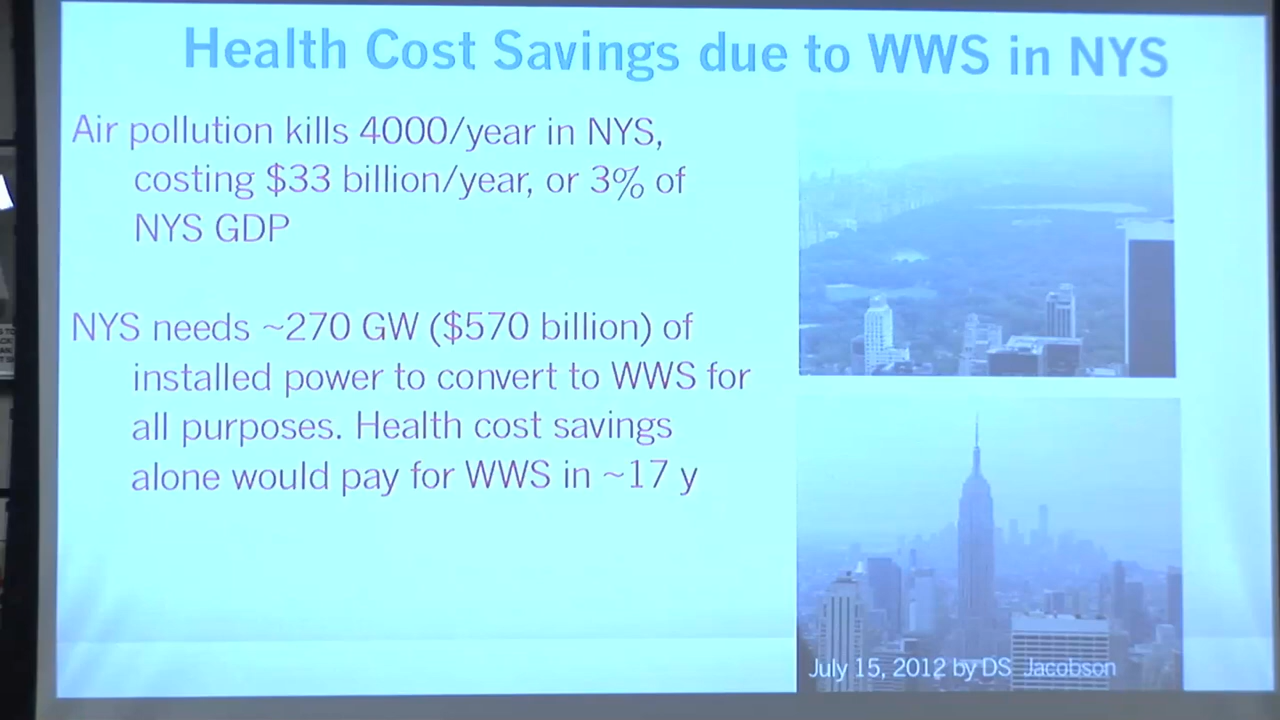 Health Cost Savings due to WWS in NYS
Air pollution kills 4000/year in NYS,
costing $33 billion/year, or 3% of
NYS GDP
NYS needs ~270 GW ($570 billion) of
installed power to convert to WWS for
all purposes. Health cost savings
alone would pay for WWS in ~17 y
July 15, 2012 by DS Jacobson